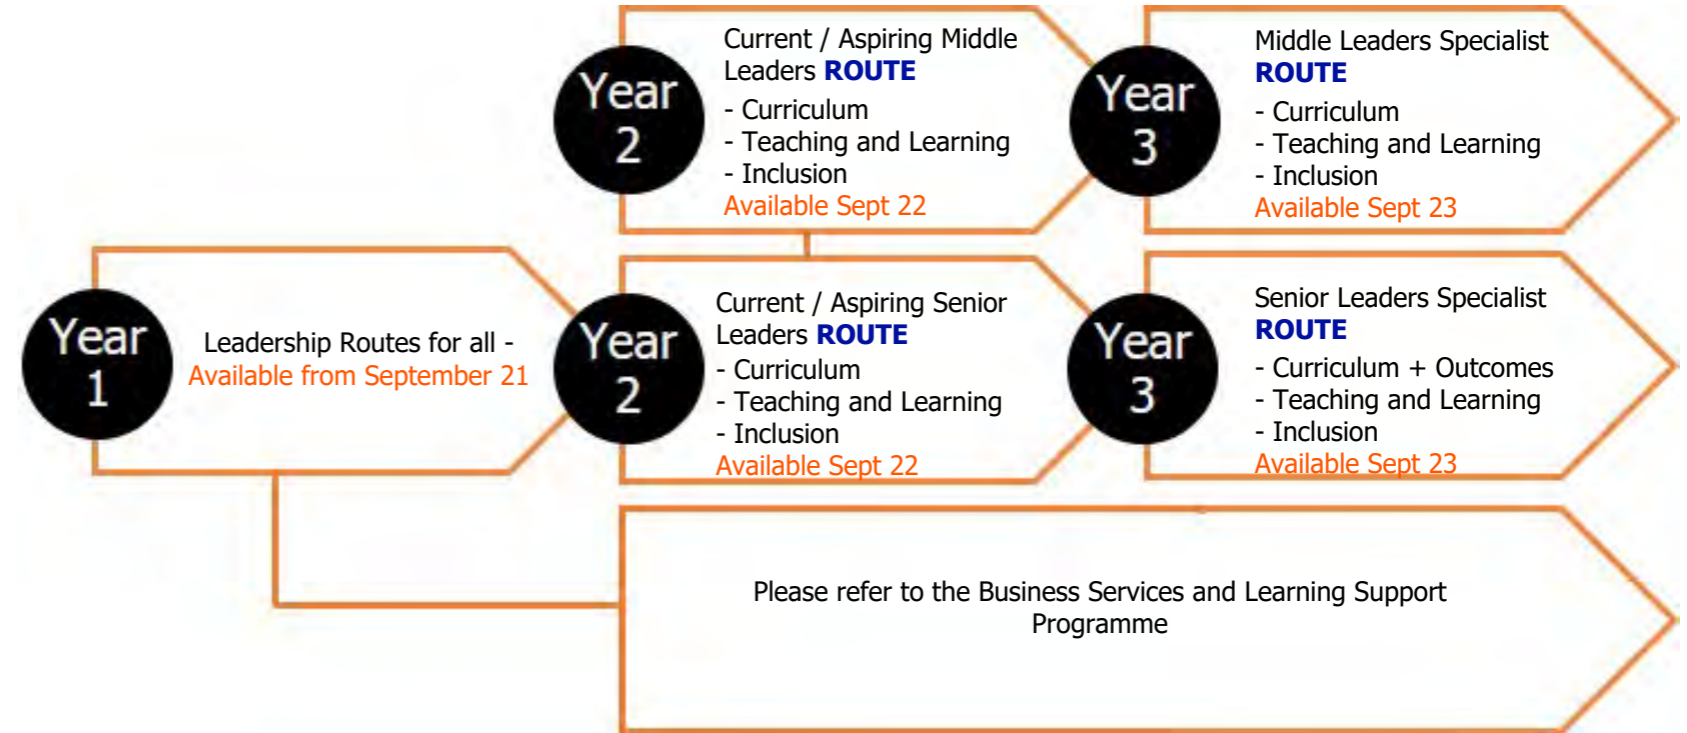 Year
2
Current / Aspiring Middle
Leaders ROUTE
- Curriculum
- Teaching and Learning
- Inclusion
Available Sept 22
Year
3
Middle Leaders Specialist
ROUTE
- Curriculum
- Teaching and Learning
- Inclusion
Available Sept 23
Year
1
Leadership Routes for all -
Available from September 21
Year
2
Current / Aspiring Senior
Leaders ROUTE
- Curriculum
- Teaching and Learning
- Inclusion
Available Sept 22
Year
3
Senior Leaders Specialist
ROUTE
- Curriculum + Outcomes
- Teaching and Learning
- Inclusion
Available Sept 23
Please refer to the Business Services and Learning Support
Programme